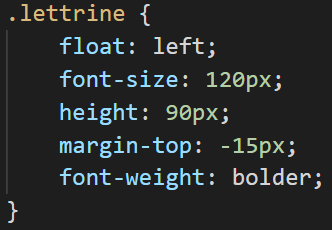 .lettrine {
    float: left;
    font-size: 120px;
    height: 90px;
    margin-top: -15px;
    font-weight: bolder;
}